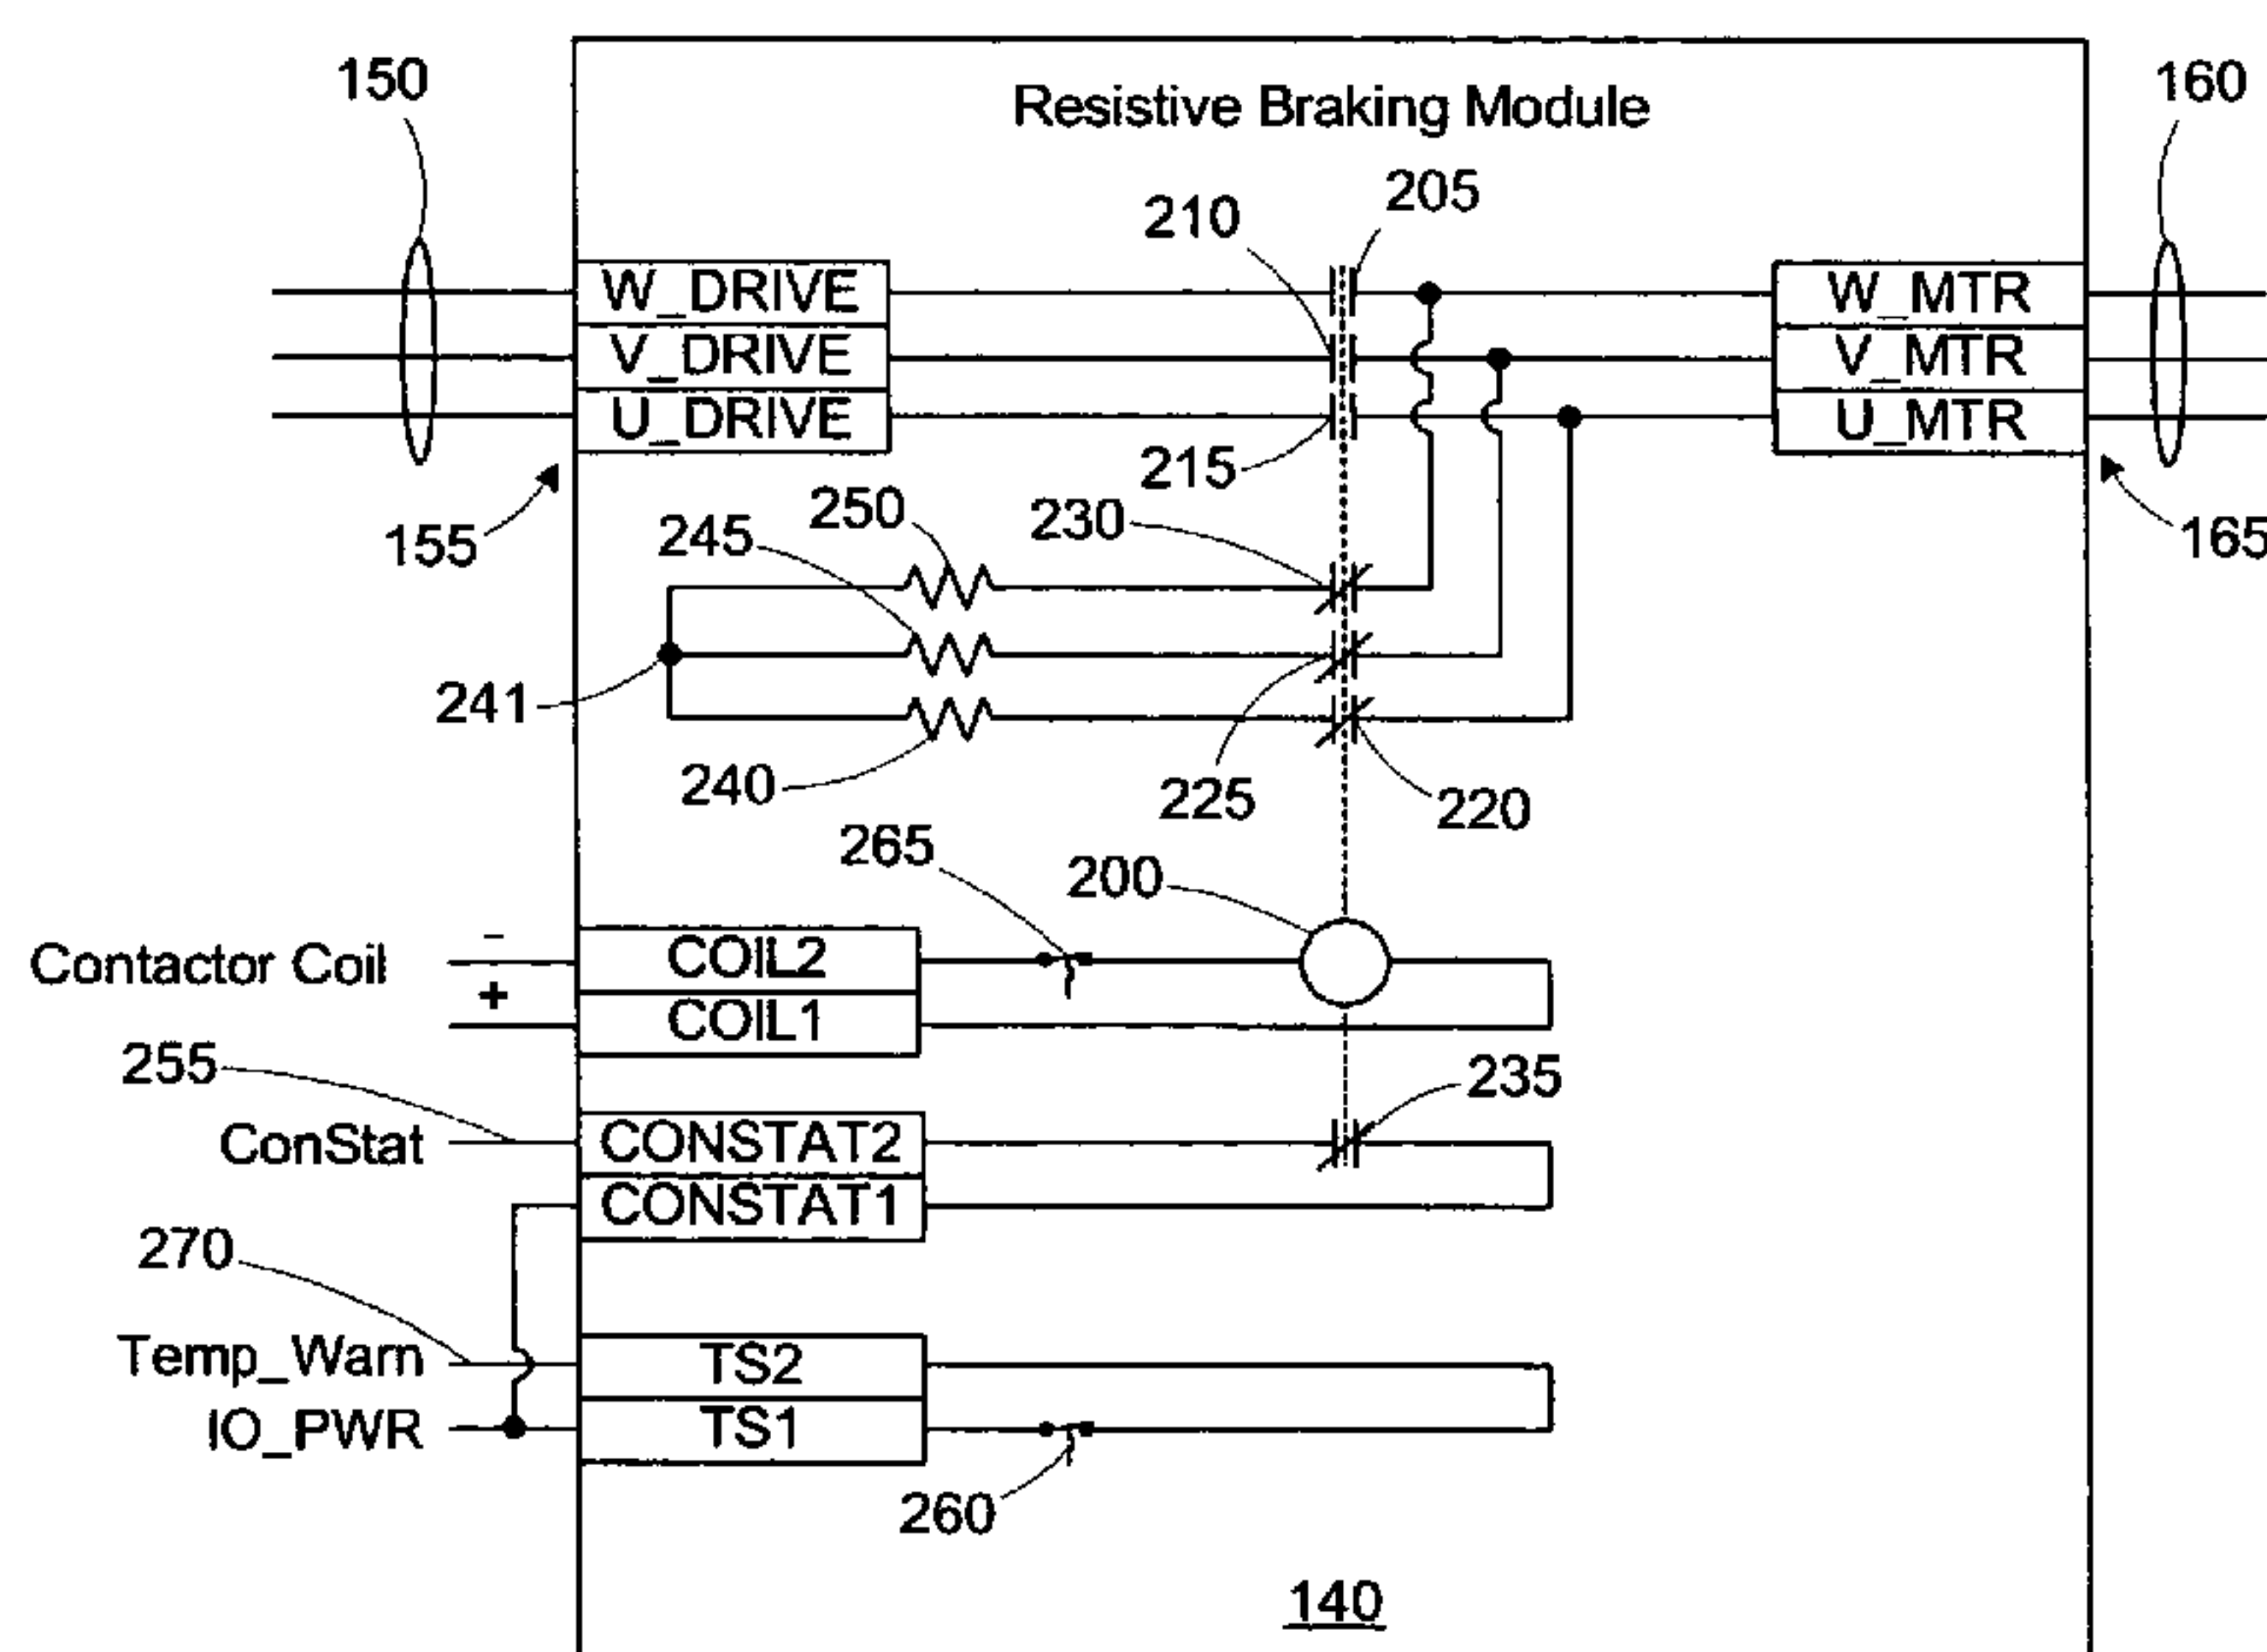 150
Resistive Braking Module
160
205
210
W_DRIVE
V_DRIVE
U_DRIVE
W_MTR
V_MTR
U_MTR
215
155
165
250
230
245
241
240
225
220
265
200
Contactor Coil
-
+
COIL2
COIL1
255
235
ConStat
CONSTAT2
CONSTAT1
270
Temp_Warn
IO_PWR
TS2
TS1
260
140